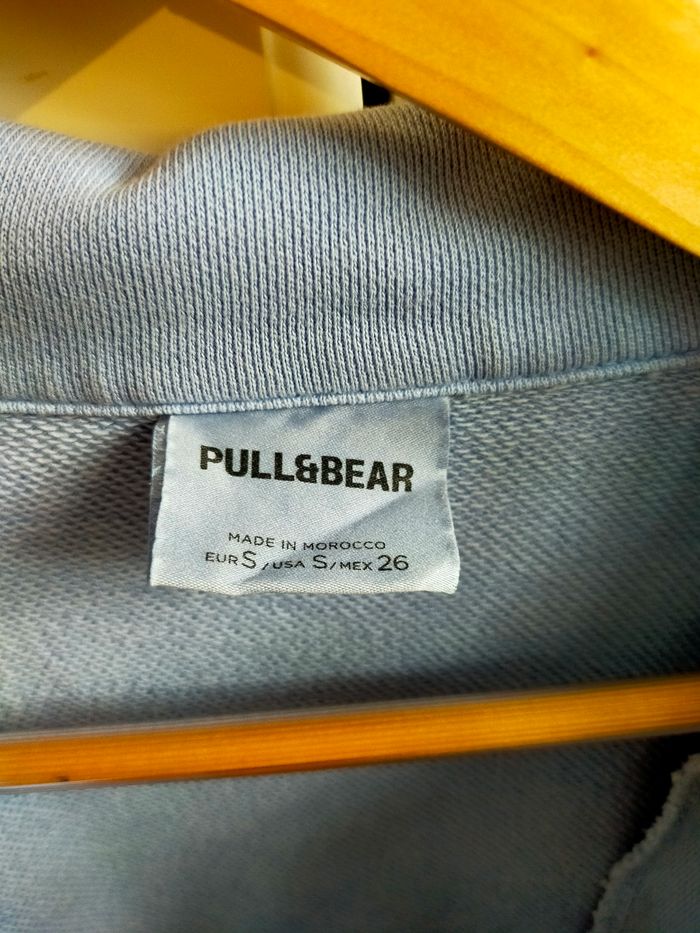 PULL&BEAR
MADE IN MOROCCO
EUR S / USA S / MEX 26